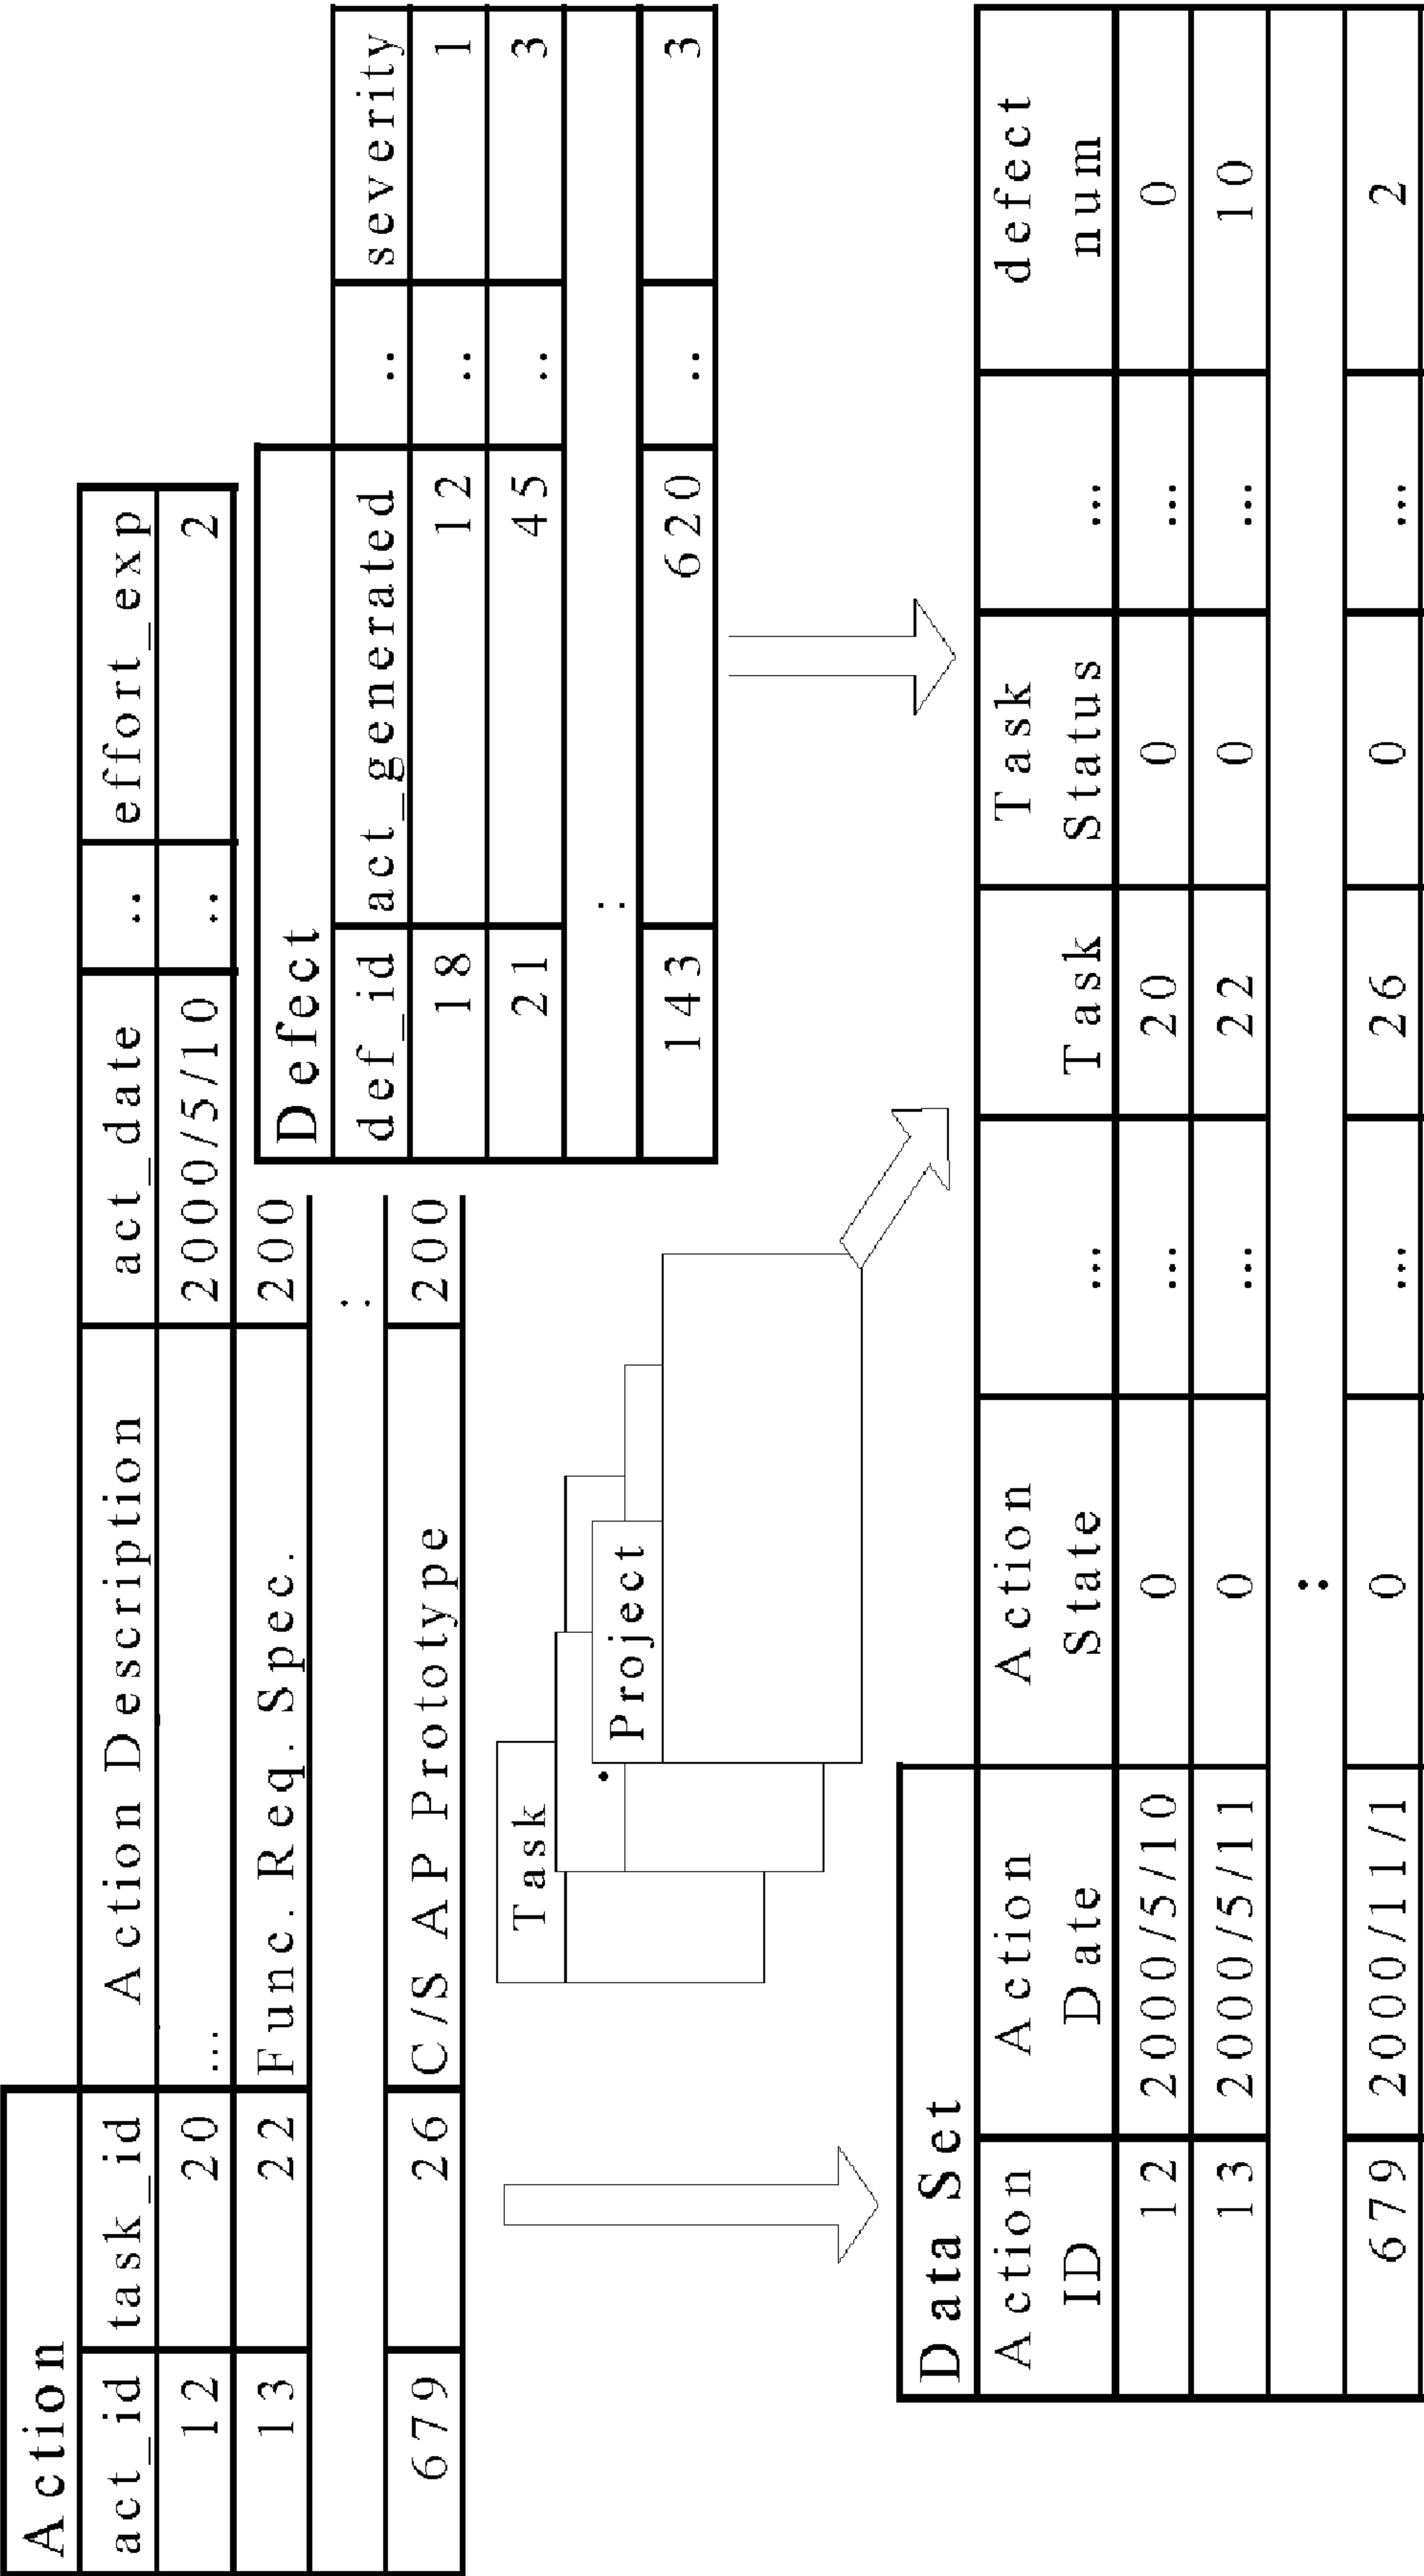 Action
act_id task_id Action Description act_date .. effort_exp
12 20 ... 2000/5/10 .. 2
13 22 Func. Req. Spec. 200
:
679 26 C/S AP Prototype 200
Defect
def_id act_generated .. severity
18 12 .. 1
21 45 .. 3
:
143 620 .. 3
Task
Project
Data Set
Action Action Action ... Task Task ... defect
ID Date State Status num
12 2000/5/10 0 ... 20 0 ... 0
13 2000/5/11 0 ... 22 0 ... 10
:
679 2000/11/1 0 ... 26 0 ... 2